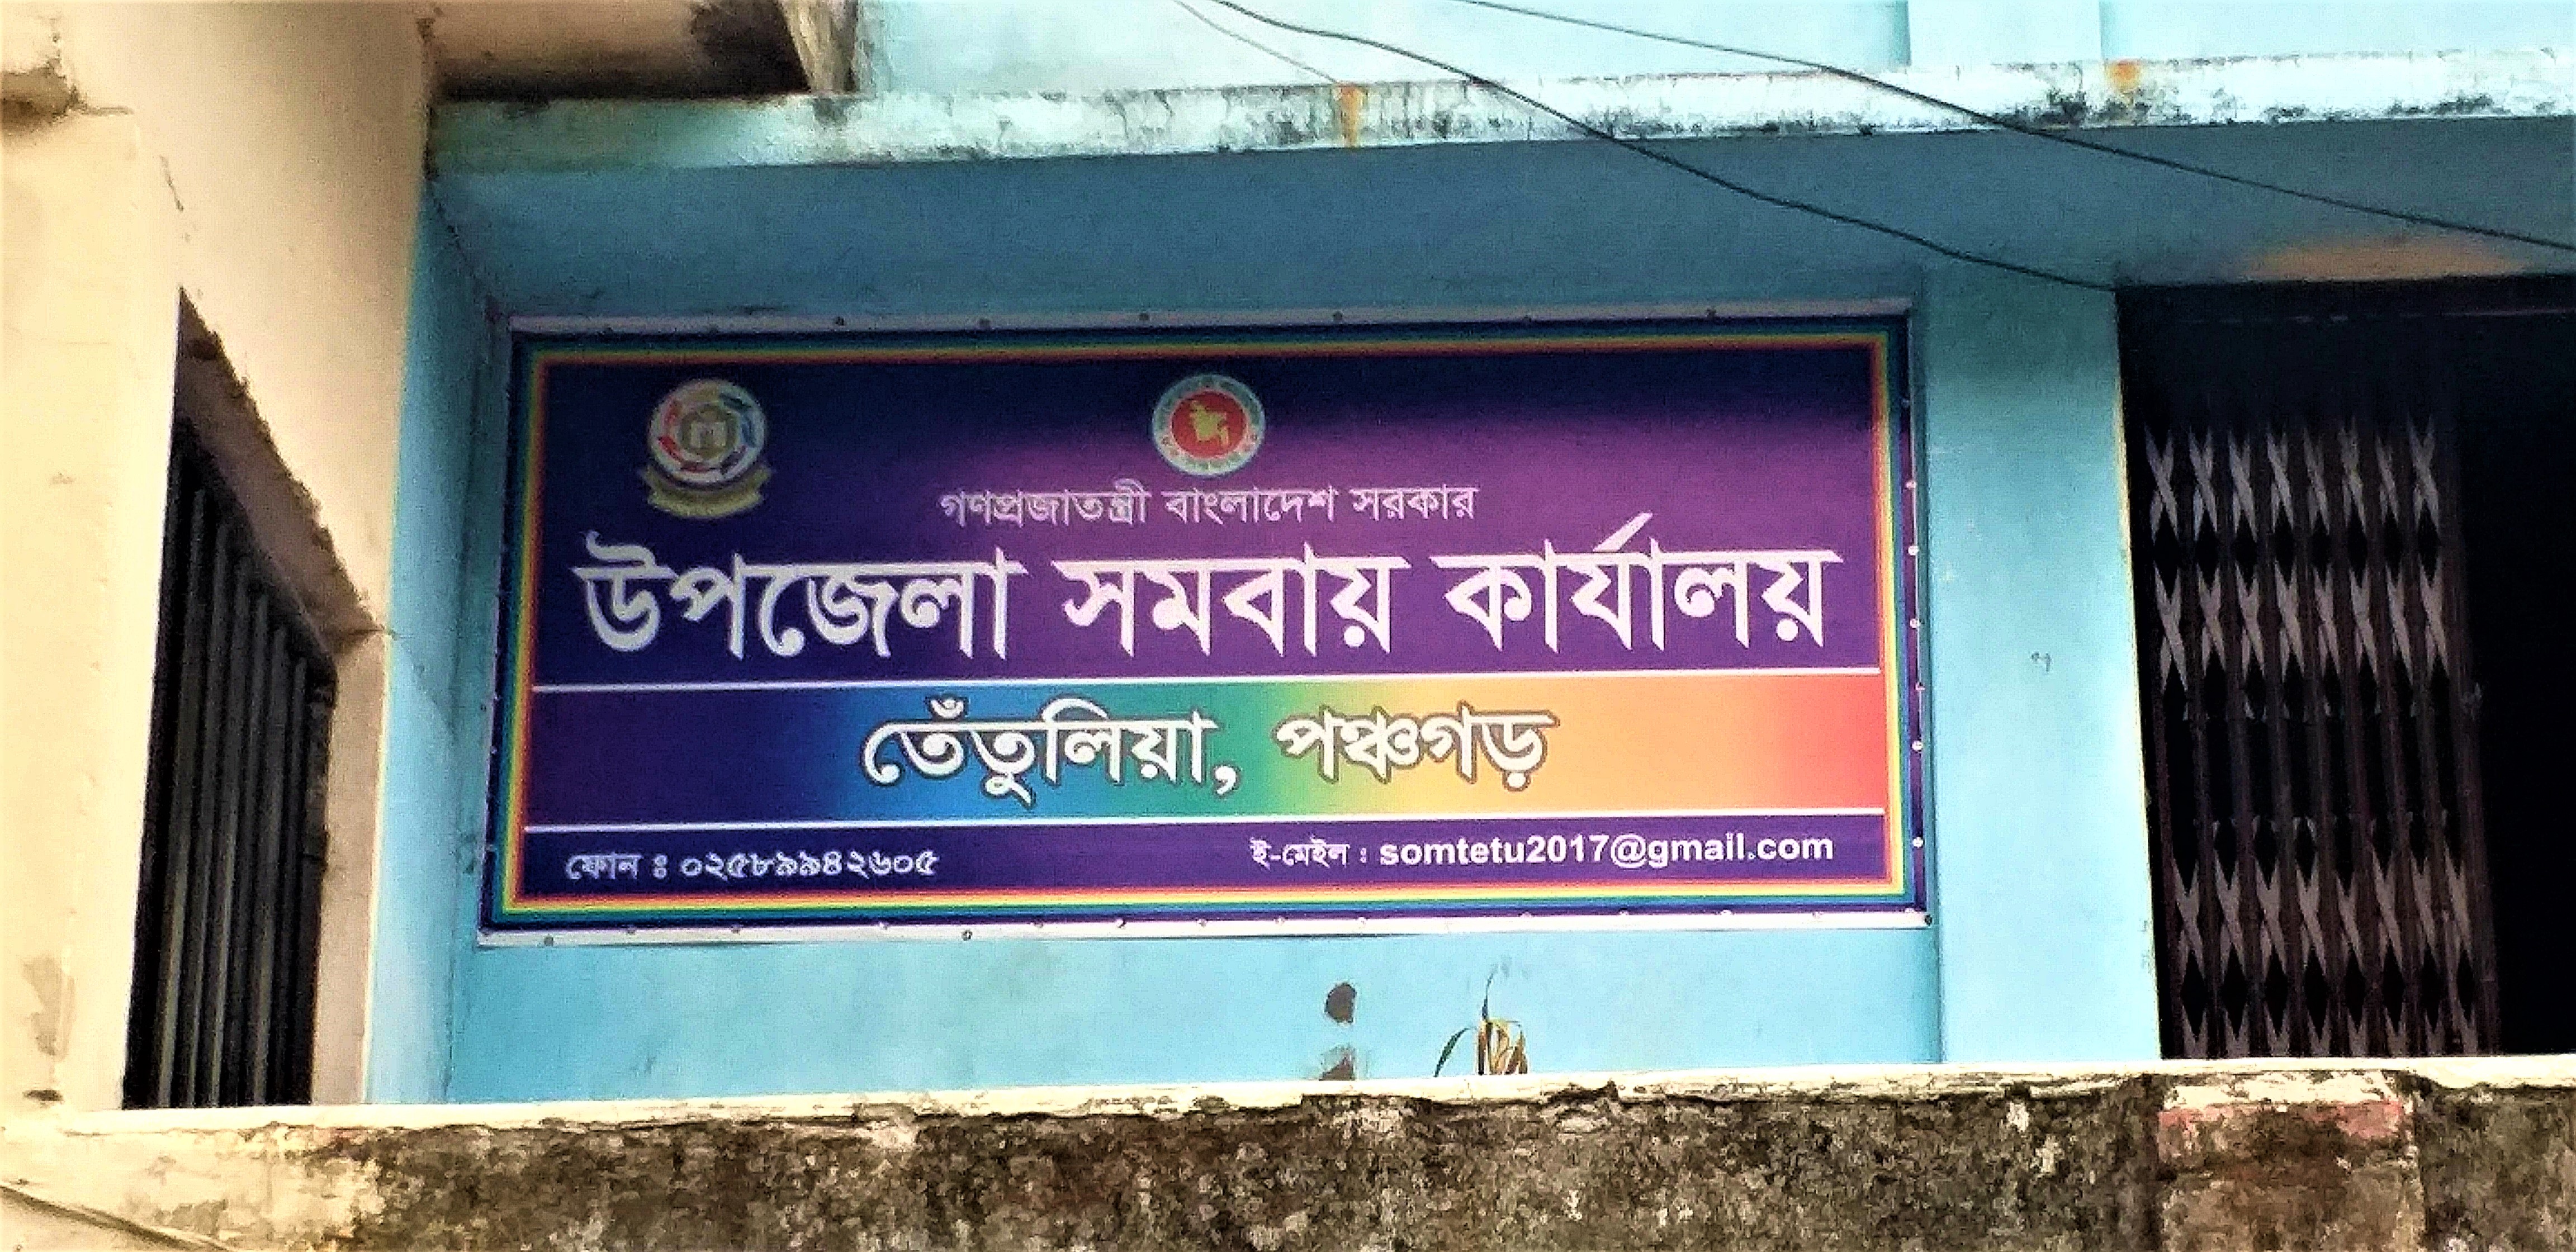 গণপ্রজাতন্ত্রী বাংলাদেশ সরকার
উপজেলা সমবায় কার্যালয়
তেঁতুলিয়া, পঞ্চগড়
ফোন ঃ ০২৫৮৯৯৪২৬০৫ ই-মেইল : somtetu2017@gmail.com